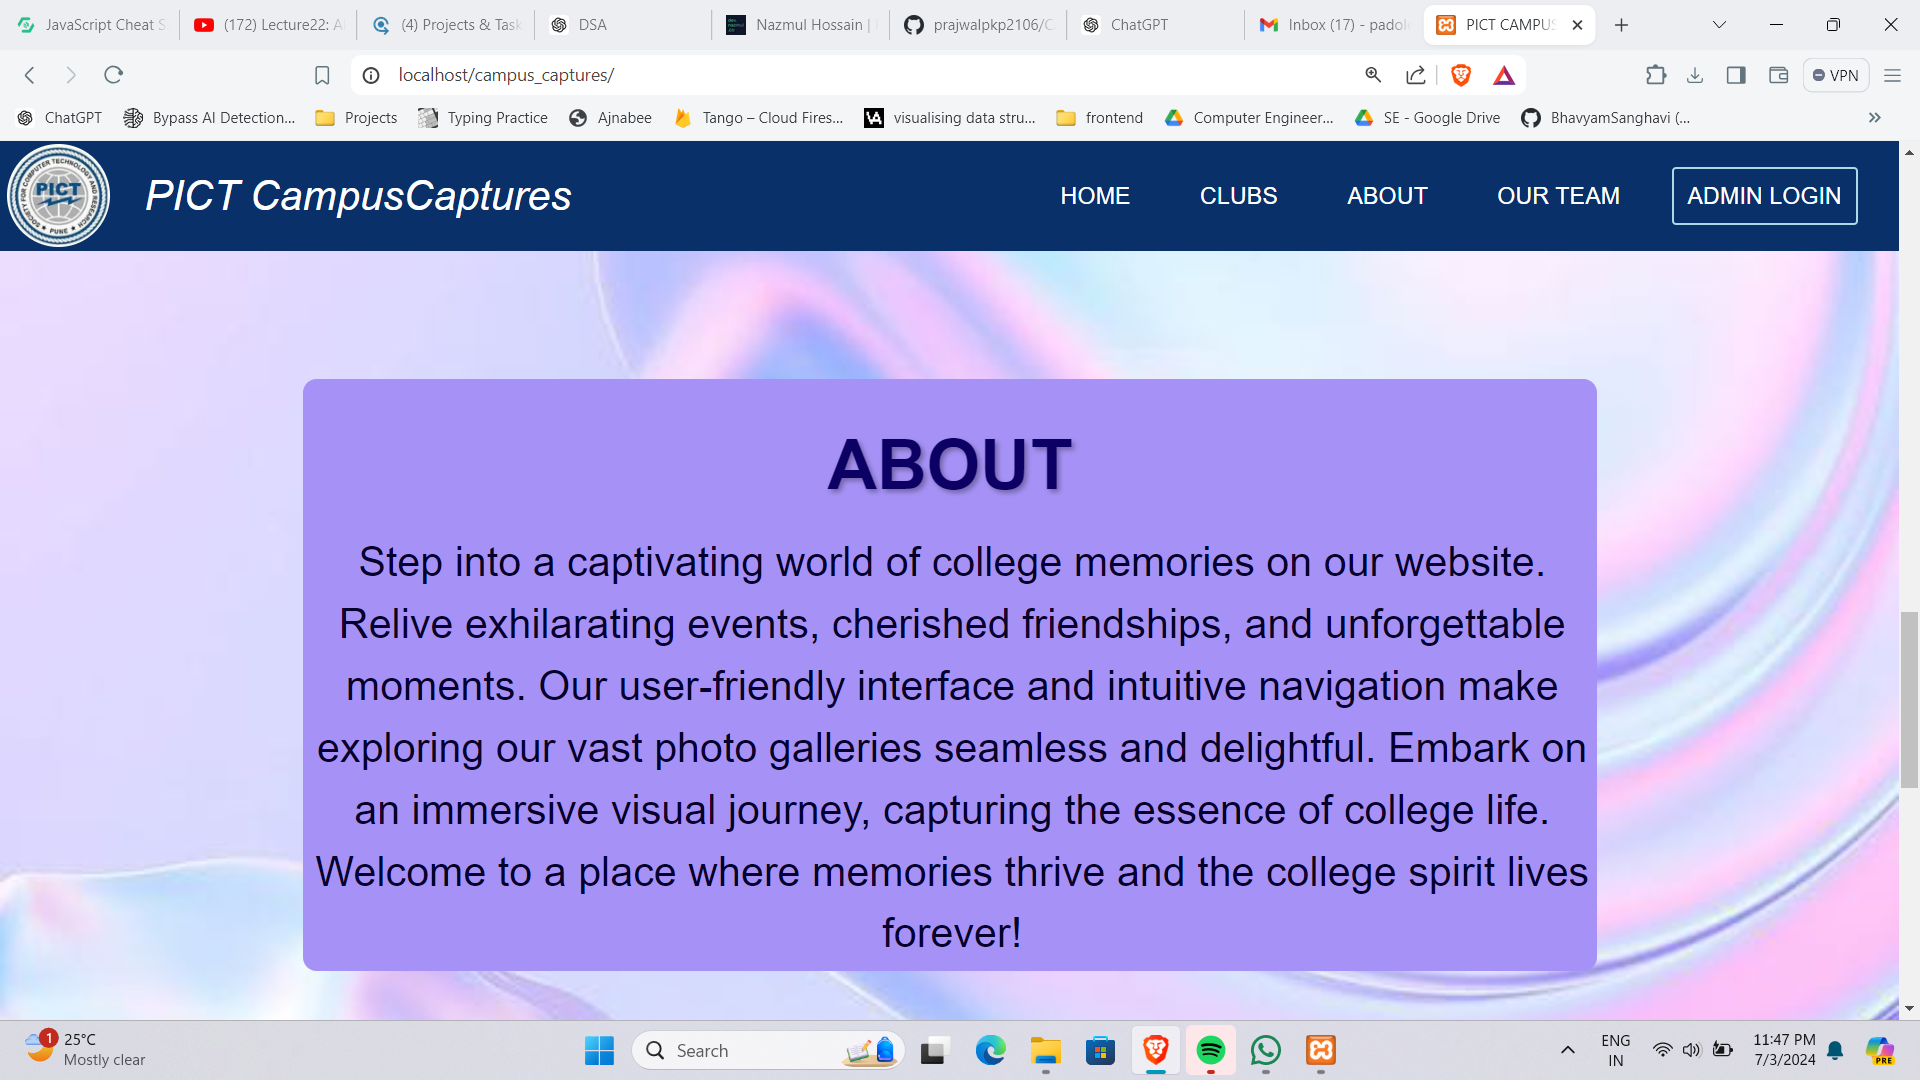 JavaScript Cheat S
(172) Lecture22: A
(4) Projects & Task
DSA
Nazmul Hossain |
prajwalpkp2106/C
ChatGPT
Inbox (17) - padol
PICT CAMPUS
localhost/campus_captures/
VPN
ChatGPT
Bypass AI Detection...
Projects
Typing Practice
Ajnabee
Tango – Cloud Fires...
visualising data stru...
frontend
Computer Engineer...
SE - Google Drive
BhavyamSanghavi (...
PICT
PICT CampusCaptures
HOME
CLUBS
ABOUT
OUR TEAM
ADMIN LOGIN
ABOUT
Step into a captivating world of college memories on our website.
Relive exhilarating events, cherished friendships, and unforgettable
moments. Our user-friendly interface and intuitive navigation make
exploring our vast photo galleries seamless and delightful. Embark on
an immersive visual journey, capturing the essence of college life.
Welcome to a place where memories thrive and the college spirit lives
forever!
1
25°C
Mostly clear
Search
ENG
IN
11:47 PM
7/3/2024
PRE